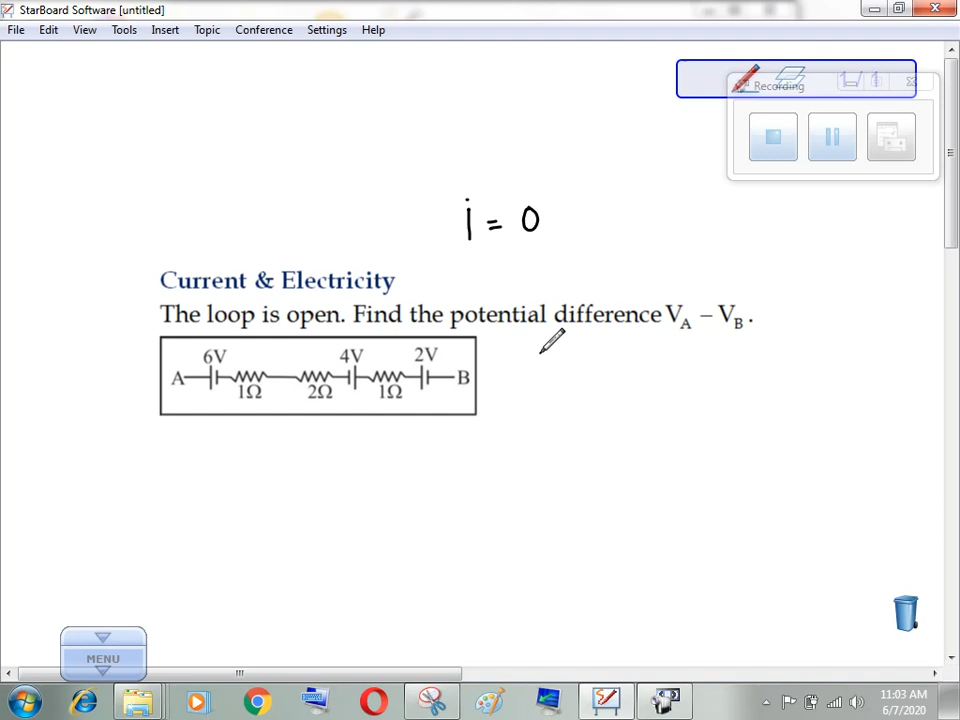 StarBoard Software [untitled]
File Edit View Tools Insert Topic Conference Settings Help
1 / 1
Recording
i = 0
Current & Electricity
The loop is open. Find the potential difference V_A – V_B .
6V 4V 2V
A B
1Ω 2Ω 1Ω
MENU
11:03 AM
6/7/2020